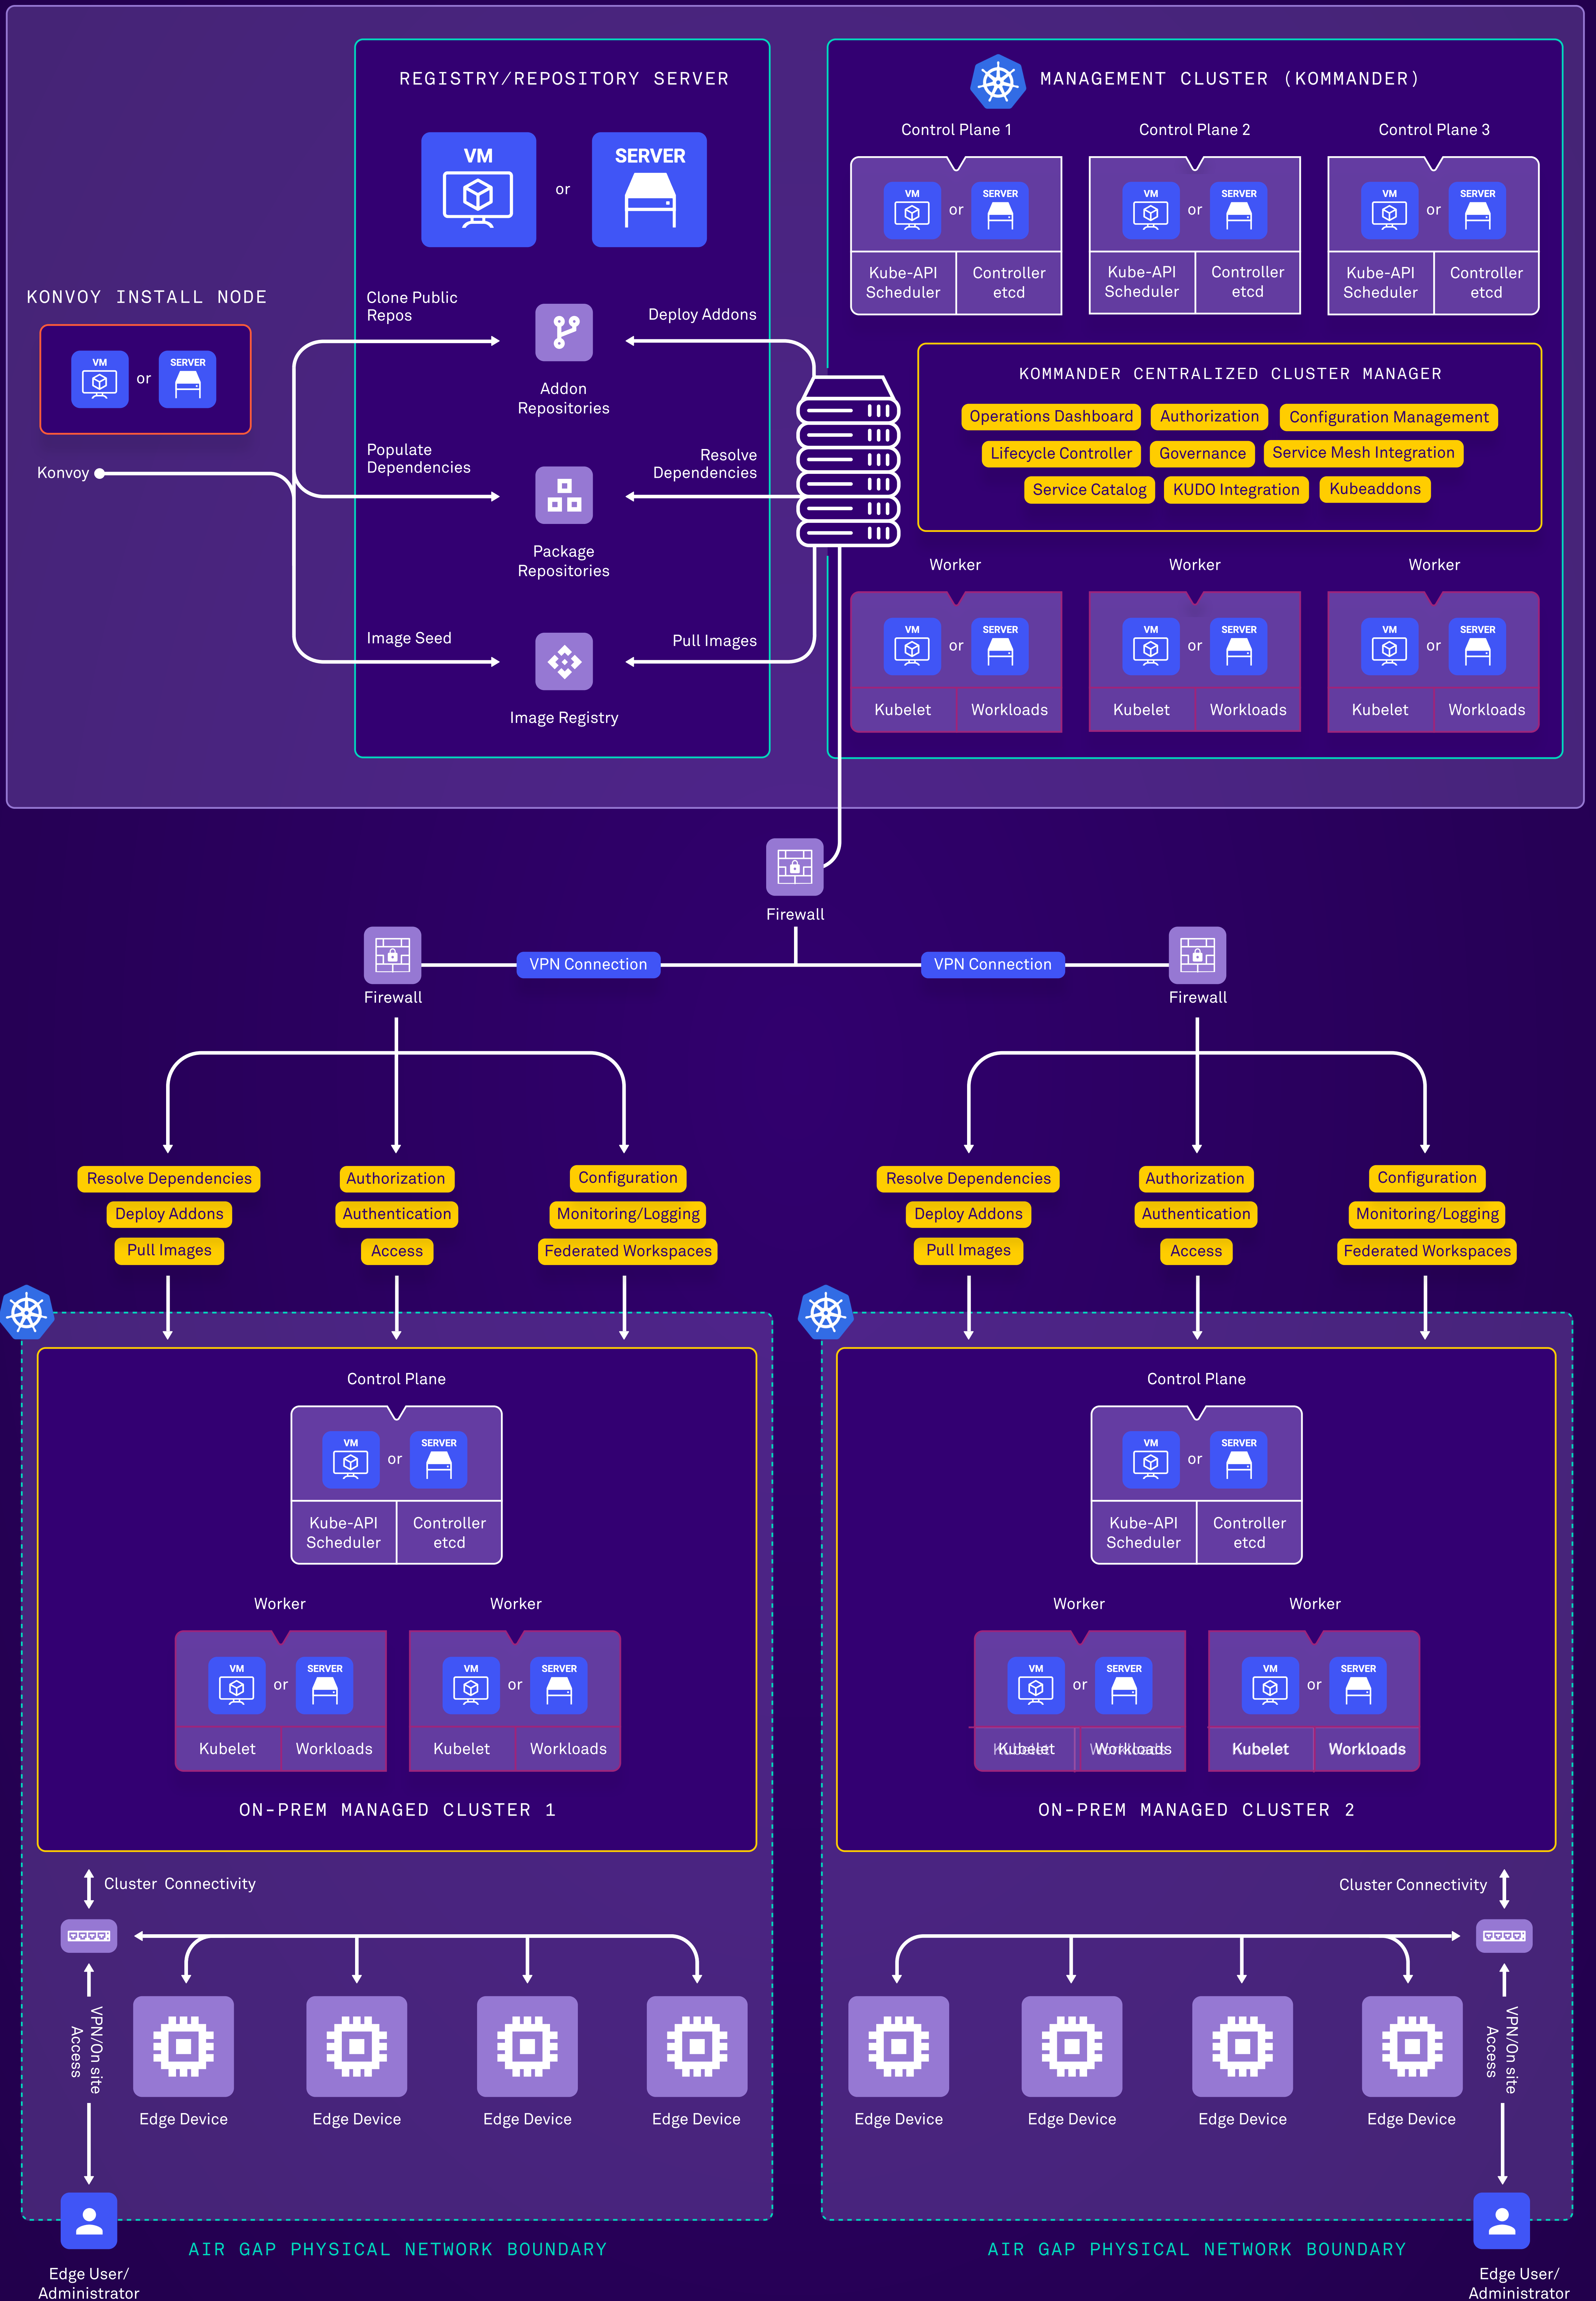 REGISTRY/REPOSITORY SERVER
VM
or
SERVER
KONVOY INSTALL NODE
VM
or
SERVER
Konvoy
Clone Public
Repos
Deploy Addons
Addon
Repositories
Populate
Dependencies
Resolve
Dependencies
Package
Repositories
Image Seed
Pull Images
Image Registry
MANAGEMENT CLUSTER (KOMMANDER)
Control Plane 1
VM
or
SERVER
Kube-API
Scheduler
Controller
etcd
Control Plane 2
VM
or
SERVER
Kube-API
Scheduler
Controller
etcd
Control Plane 3
VM
or
SERVER
Kube-API
Scheduler
Controller
etcd
KOMMANDER CENTRALIZED CLUSTER MANAGER
Operations Dashboard
Authorization
Configuration Management
Lifecycle Controller
Governance
Service Mesh Integration
Service Catalog
KUDO Integration
Kubeaddons
Worker
VM
or
SERVER
Kubelet
Workloads
Worker
VM
or
SERVER
Kubelet
Workloads
Worker
VM
or
SERVER
Kubelet
Workloads
Firewall
VPN Connection
VPN Connection
Firewall
Firewall
Resolve Dependencies
Deploy Addons
Pull Images
Authorization
Authentication
Access
Configuration
Monitoring/Logging
Federated Workspaces
Resolve Dependencies
Deploy Addons
Pull Images
Authorization
Authentication
Access
Configuration
Monitoring/Logging
Federated Workspaces
Control Plane
VM
or
SERVER
Kube-API
Scheduler
Controller
etcd
Worker
VM
or
SERVER
Kubelet
Workloads
Worker
VM
or
SERVER
Kubelet
Workloads
ON-PREM MANAGED CLUSTER 1
Cluster Connectivity
VPN/On site
Access
Edge Device
Edge Device
Edge Device
Edge Device
AIR GAP PHYSICAL NETWORK BOUNDARY
Edge User/
Administrator
Control Plane
VM
or
SERVER
Kube-API
Scheduler
Controller
etcd
Worker
VM
or
SERVER
Kubelet
Workloads
Worker
VM
or
SERVER
Kubelet
Workloads
ON-PREM MANAGED CLUSTER 2
Cluster Connectivity
VPN/On site
Access
Edge Device
Edge Device
Edge Device
Edge Device
AIR GAP PHYSICAL NETWORK BOUNDARY
Edge User/
Administrator